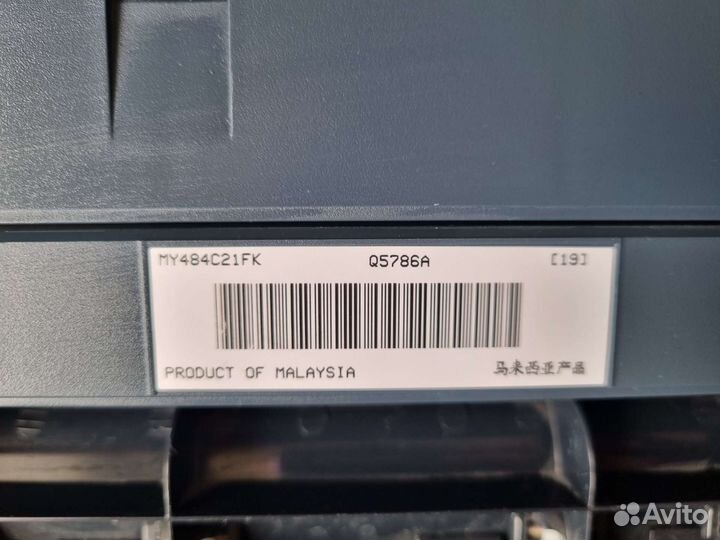 MY484C21FK Q5786A [19]
PRODUCT OF MALAYSIA 马来西亚产品
Avito